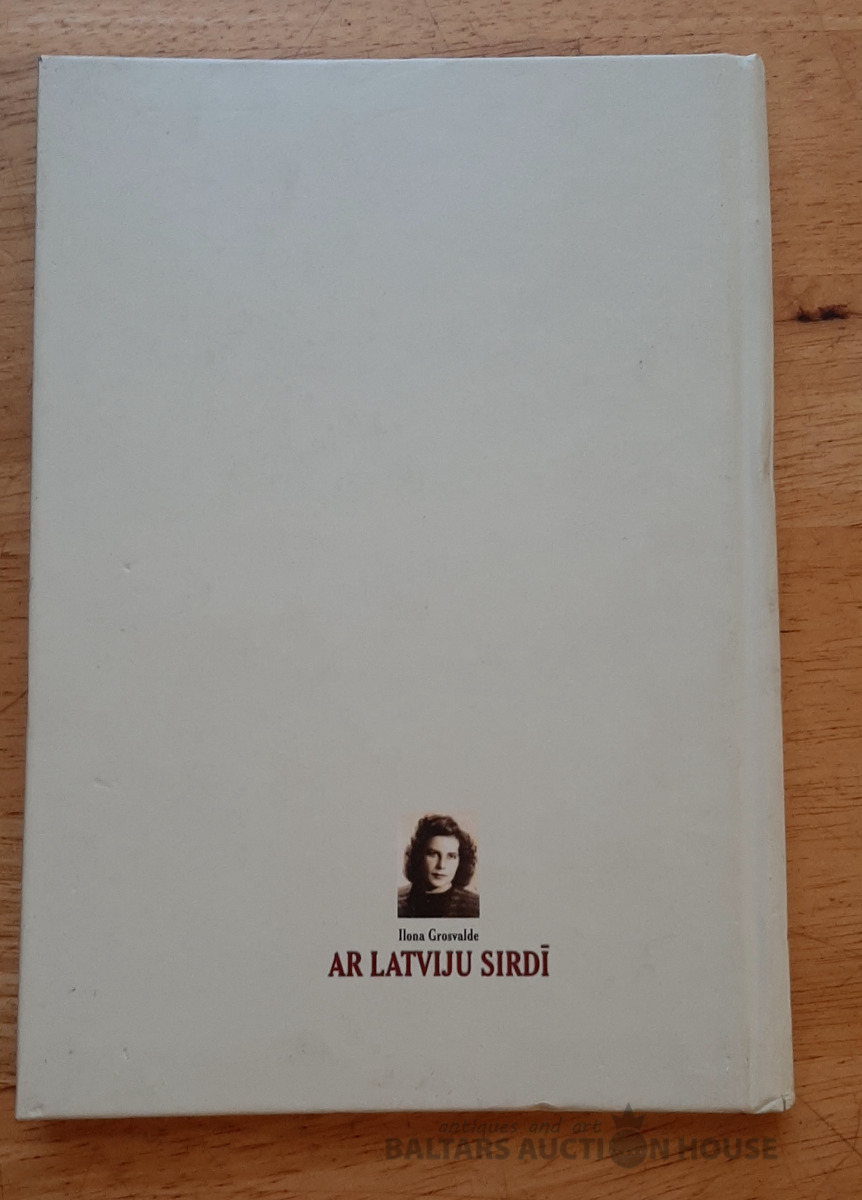 Ilona Grosvalde
AR LATVIJU SIRDĪ
antiques and art
BALTARS AUCTION HOUSE